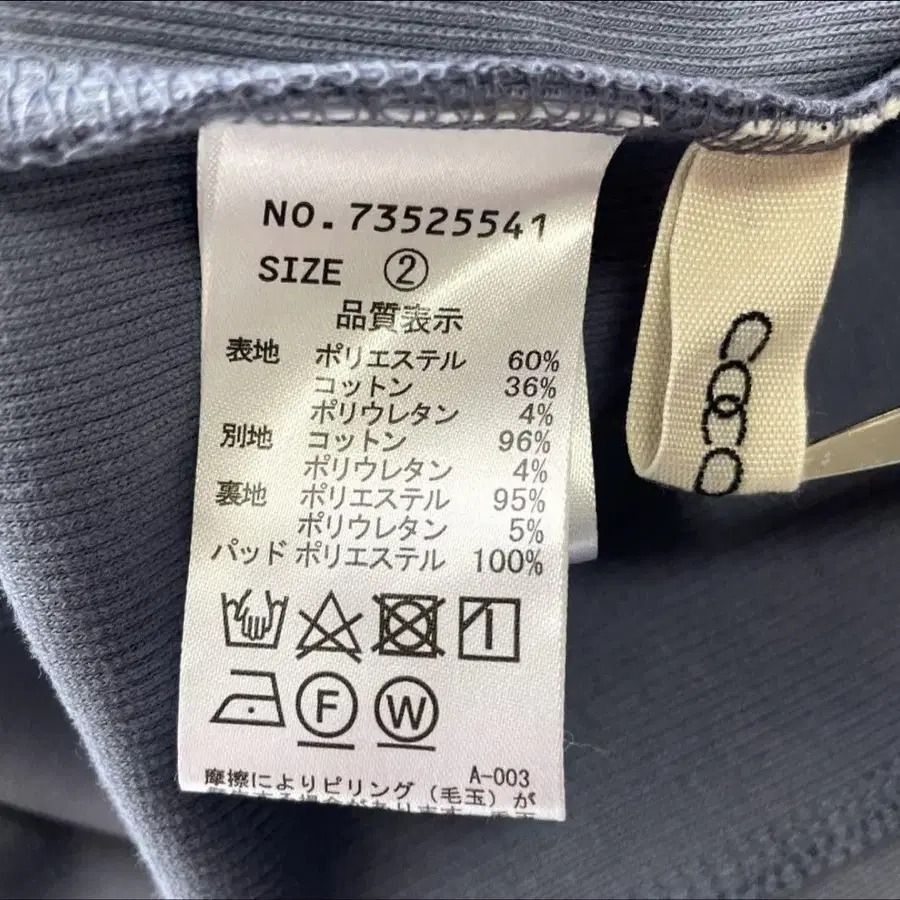 NO.73525541
SIZE ②
品質表示
表地 ポリエステル 60%
コットン 36%
ポリウレタン 4%
別地 コットン 96%
ポリウレタン 4%
裏地 ポリエステル 95%
ポリウレタン 5%
パッド ポリエステル 100%
F W
A-003
摩擦によりピリング(毛玉)が